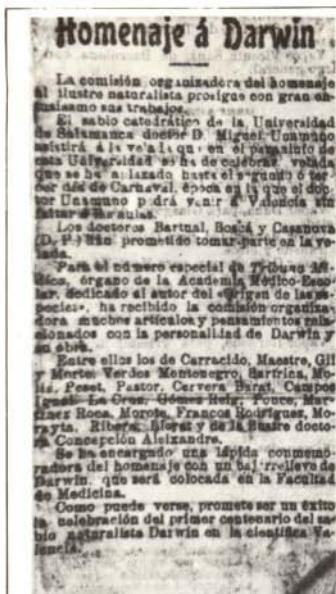 Homenaje á Darwin
La comisión organizadora del homenaje
al ilustre naturalista prosigue con gran en-
tusiasmo sus trabajos.
El sabio catedrático de la Universidad
de Salamanca doctor D. Miguel Unamuno
asistirá á la velada que en el paraninfo de
esta Universidad se ha de celebrar, velada
que se ha aplazado hasta el segundo ó ter-
cer día de Carnaval, época en la que el doc-
tor Unamuno podrá venir á Valencia sin
faltar á las aulas.
Los doctores Bartual, Boscá y Casanova
(D. P.) han prometido tomar parte en la ve-
lada.
Para el número especial de Tribuna Mé-
dica, órgano de la Academia Médico-Esco-
lar, dedicado al autor del «Origen de las es-
pecies», ha recibido la comisión organiza-
dora muchos artículos y pensamientos rela-
cionados con la personalidad de Darwin y
su obra.
Entre ellos los de Carracido, Maestre, Gil
y Morte, Verdes Montenegro, Mo-
Peset, Pastor, Cervera Barat, Campos
La Cruz, Gómez Reig, Ponce, Mar-
tínez Roca, Morote, Francos Rodríguez, Mo-
rayta, Ribera, Lloret y de la ilustre docto-
ra Concepción Aleixandre.
Se ha encargado una lápida conmemo-
radora del homenaje con un bajorrelieve de
Darwin, que será colocada en la Facultad
de Medicina.
Como puede verse, promete ser un éxito
la celebración del primer centenario del sa-
bio naturalista Darwin en la científica Va-
lencia.